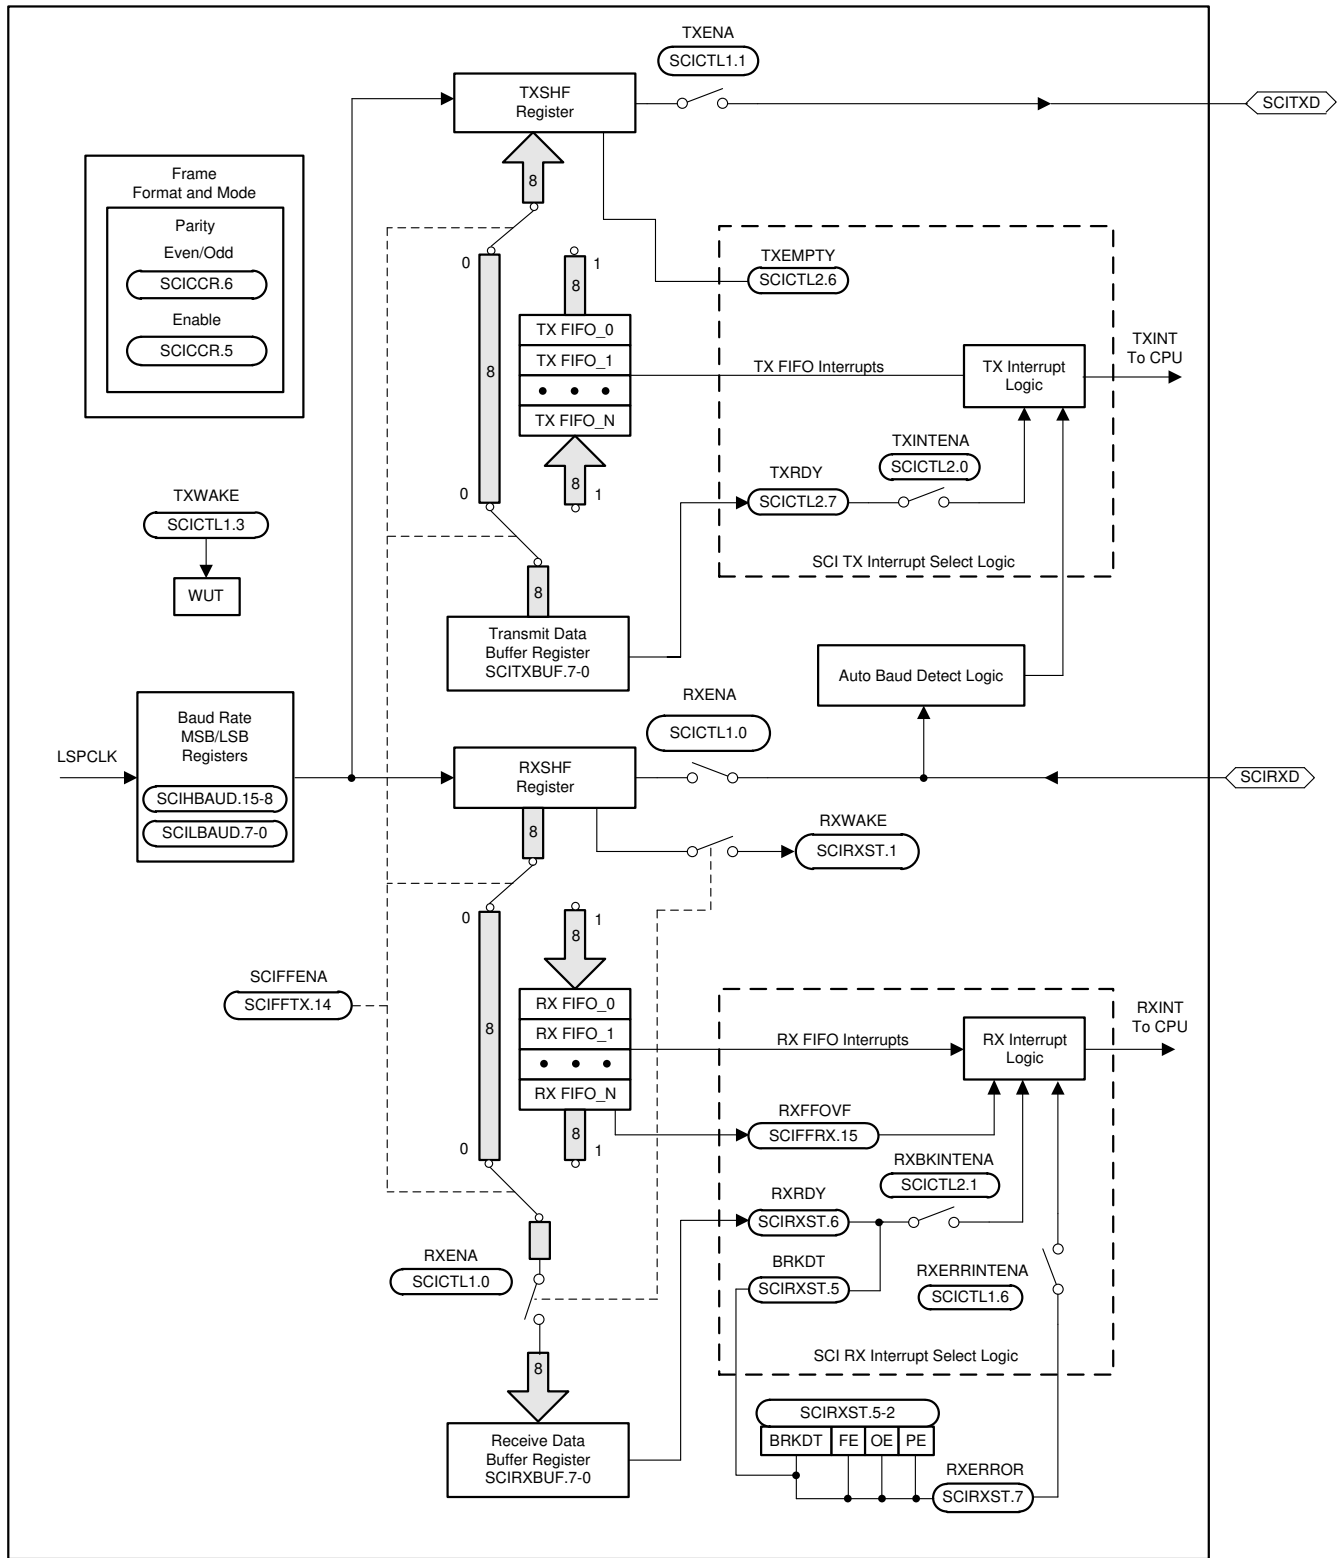 TXENA
SCICTL1.1
TXSHF
Register
SCITXD
Frame
Format and Mode
Parity
Even/Odd
SCICCR.6
Enable
SCICCR.5
8
0
1
8
TX FIFO_0
TX FIFO_1
• • •
TX FIFO_N
8
8
0
1
TXEMPTY
SCICTL2.6
TX FIFO Interrupts
TX Interrupt
Logic
TXINT
To CPU
TXINTENA
SCICTL2.0
TXRDY
SCICTL2.7
SCI TX Interrupt Select Logic
TXWAKE
SCICTL1.3
WUT
8
Transmit Data
Buffer Register
SCITXBUF.7-0
Auto Baud Detect Logic
RXENA
SCICTL1.0
LSPCLK
Baud Rate
MSB/LSB
Registers
SCIHBAUD.15-8
SCILBAUD.7-0
RXSHF
Register
SCIRXD
8
RXWAKE
SCIRXST.1
0
1
8
SCIFFENA
SCIFFTX.14
RX FIFO_0
RX FIFO_1
• • •
RX FIFO_N
8
8
0
1
RX FIFO Interrupts
RX Interrupt
Logic
RXINT
To CPU
RXFFOVF
SCIFFRX.15
RXBKINTENA
SCICTL2.1
RXRDY
SCIRXST.6
BRKDT
SCIRXST.5
RXERRINTENA
SCICTL1.6
SCI RX Interrupt Select Logic
RXENA
SCICTL1.0
8
Receive Data
Buffer Register
SCIRXBUF.7-0
SCIRXST.5-2
BRKDT FE OE PE
RXERROR
SCIRXST.7